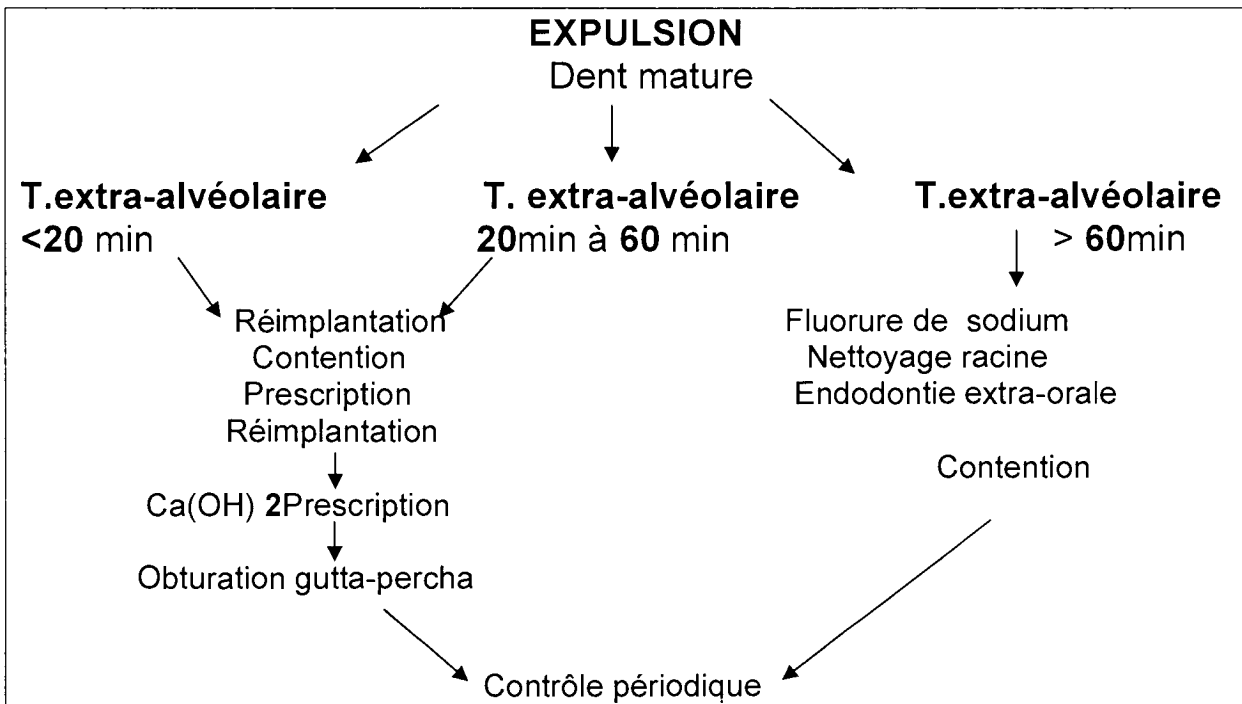 EXPULSION
Dent mature
T.extra-alvéolaire
<20 min
T. extra-alvéolaire
20min à 60 min
T.extra-alvéolaire
> 60min
Réimplantation
Contention
Prescription
Réimplantation
Ca(OH) 2Prescription
Obturation gutta-percha
Fluorure de sodium
Nettoyage racine
Endodontie extra-orale
Contention
Contrôle périodique